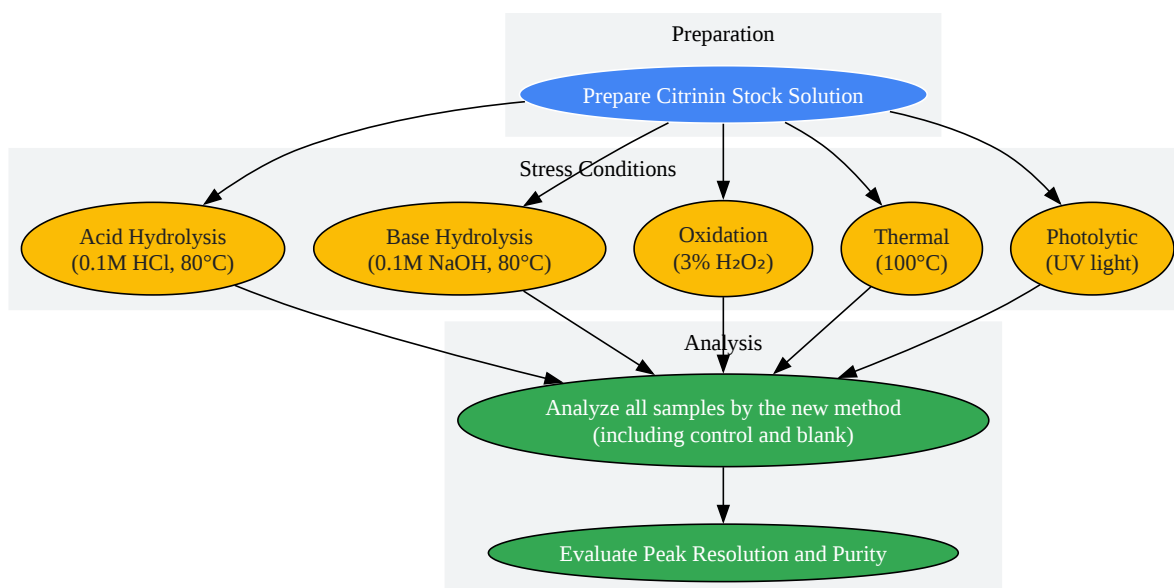 Preparation
Prepare Citrinin Stock Solution
Stress Conditions
Acid Hydrolysis
(0.1M HCl, 80°C)
Base Hydrolysis
(0.1M NaOH, 80°C)
Oxidation
(3% H₂O₂)
Thermal
(100°C)
Photolytic
(UV light)
Analysis
Analyze all samples by the new method
(including control and blank)
Evaluate Peak Resolution and Purity